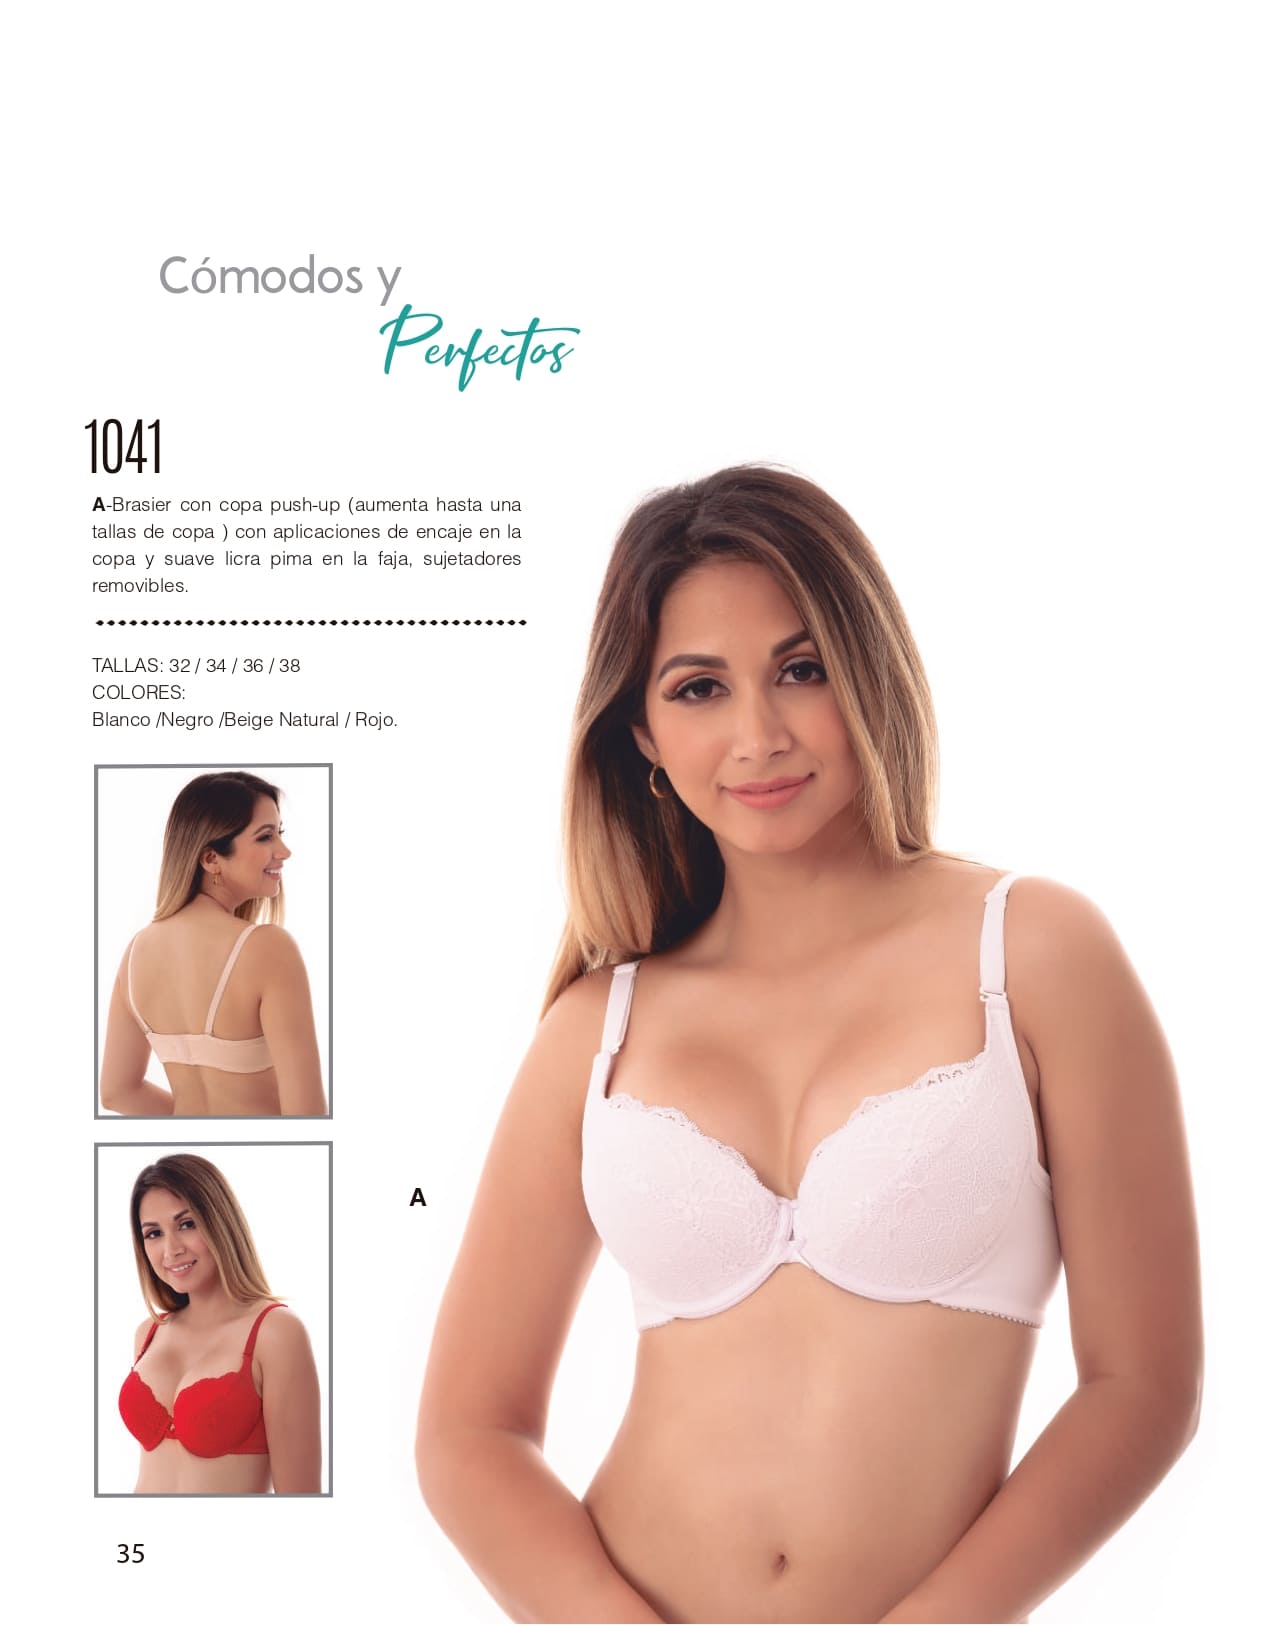 Cómodos y
Perfectos
1041
A-Brasier con copa push-up (aumenta hasta una
tallas de copa ) con aplicaciones de encaje en la
copa y suave licra pima en la faja, sujetadores
removibles.
TALLAS: 32 / 34 / 36 / 38
COLORES:
Blanco /Negro /Beige Natural / Rojo.
A
35